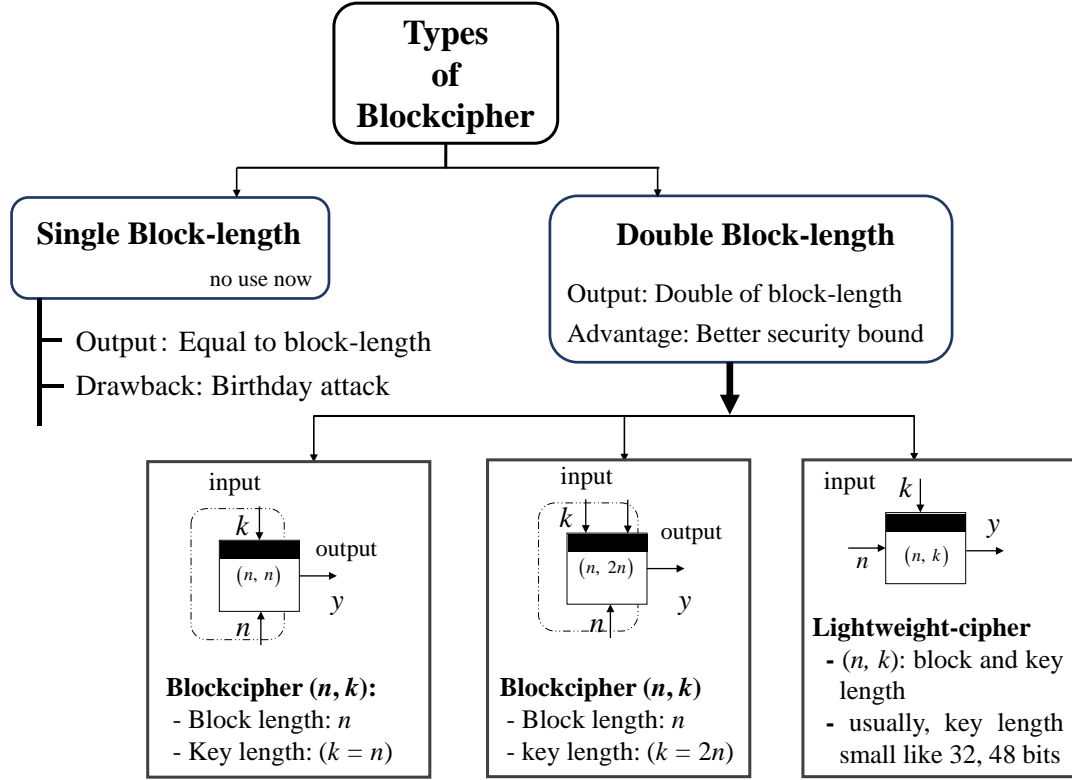 Types
of
Blockcipher
Single Block-length
no use now
Output: Equal to block-length
Drawback: Birthday attack
Double Block-length
Output: Double of block-length
Advantage: Better security bound
input
k
(n, n)
output
y
n
Blockcipher (n, k):
- Block length: n
- Key length: (k = n)
input
k
(n, 2n)
output
y
n
Blockcipher (n, k)
- Block length: n
- key length: (k = 2n)
input
k
(n, k)
y
n
Lightweight-cipher
- (n, k): block and key
length
- usually, key length
small like 32, 48 bits